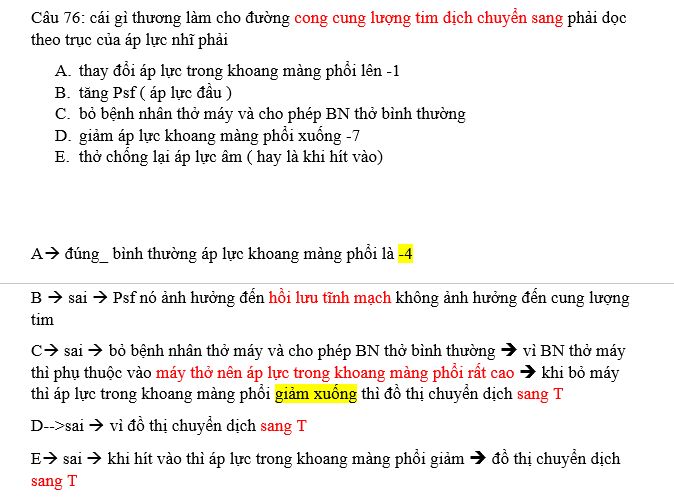 Câu 76: cái gì thương làm cho đường cong cung lượng tim dịch chuyển sang phải dọc
theo trục của áp lực nhĩ phải
A. thay đổi áp lực trong khoang màng phổi lên -1
B. tăng Psf ( áp lực đầu )
C. bỏ bệnh nhân thở máy và cho phép BN thở bình thường
D. giảm áp lực khoang màng phổi xuống -7
E. thở chống lại áp lực âm ( hay là khi hít vào)
A→ đúng_ bình thường áp lực khoang màng phổi là -4
B → sai → Psf nó ảnh hưởng đến hồi lưu tĩnh mạch không ảnh hưởng đến cung lượng
tim
C→ sai → bỏ bệnh nhân thở máy và cho phép BN thở bình thường ➔ vì BN thở máy
thì phụ thuộc vào máy thở nên áp lực trong khoang màng phổi rất cao ➔ khi bỏ máy
thì áp lực trong khoang màng phổi giảm xuống thì đồ thị chuyển dịch sang T
D-->sai → vì đồ thị chuyển dịch sang T
E→ sai → khi hít vào thì áp lực trong khoang màng phổi giảm ➔ đồ thị chuyển dịch
sang T